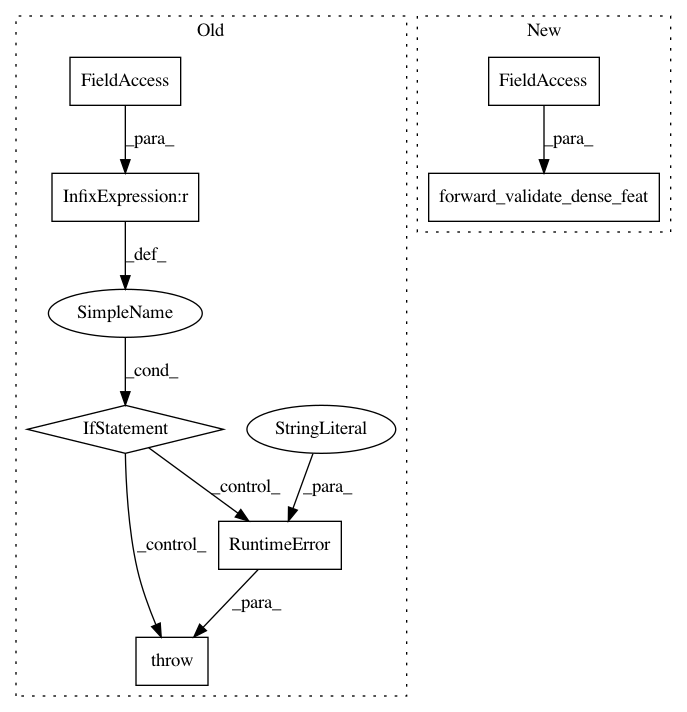 Old
New
FieldAccess
FieldAccess
_para_
_para_
InfixExpression:r
forward_validate_dense_feat
_def_
SimpleName
_cond_
IfStatement
StringLiteral
_control_
_para_
RuntimeError
_control_
_para_
throw